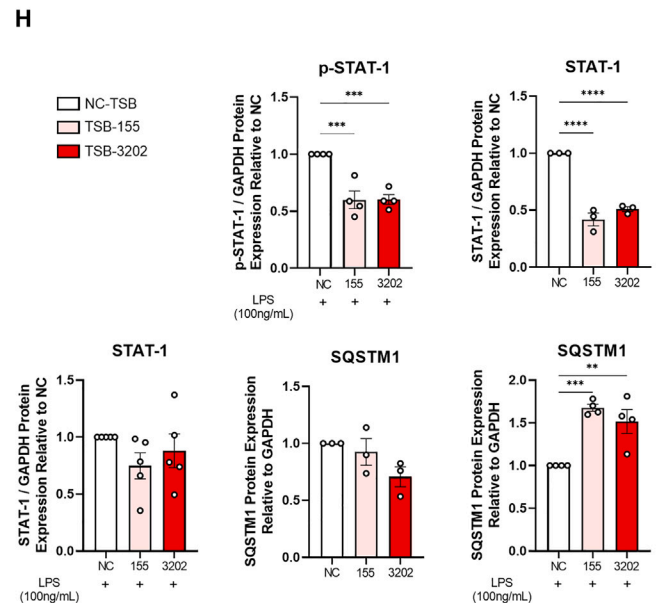 H
NC-TSB
TSB-155
TSB-3202
p-STAT-1
p-STAT-1 / GAPDH Protein
Expression Relative to NC
1.5
1.0
0.5
0.0
***
***
NC 155 3202
LPS + + +
(100ng/mL)
STAT-1
STAT-1 / GAPDH Protein
Expression Relative to NC
1.5
1.0
0.5
0.0
****
****
NC 155 3202
STAT-1
STAT-1 / GAPDH Protein
Expression Relative to NC
1.5
1.0
0.5
0.0
NC 155 3202
LPS + + +
(100ng/mL)
SQSTM1
SQSTM1 Protein Expression
Relative to GAPDH
1.5
1.0
0.5
0.0
NC 155 3202
SQSTM1
SQSTM1 Protein Expression
Relative to GAPDH
2.0
1.5
1.0
0.5
0.0
**
***
NC 155 3202
LPS + + +
(100ng/mL)